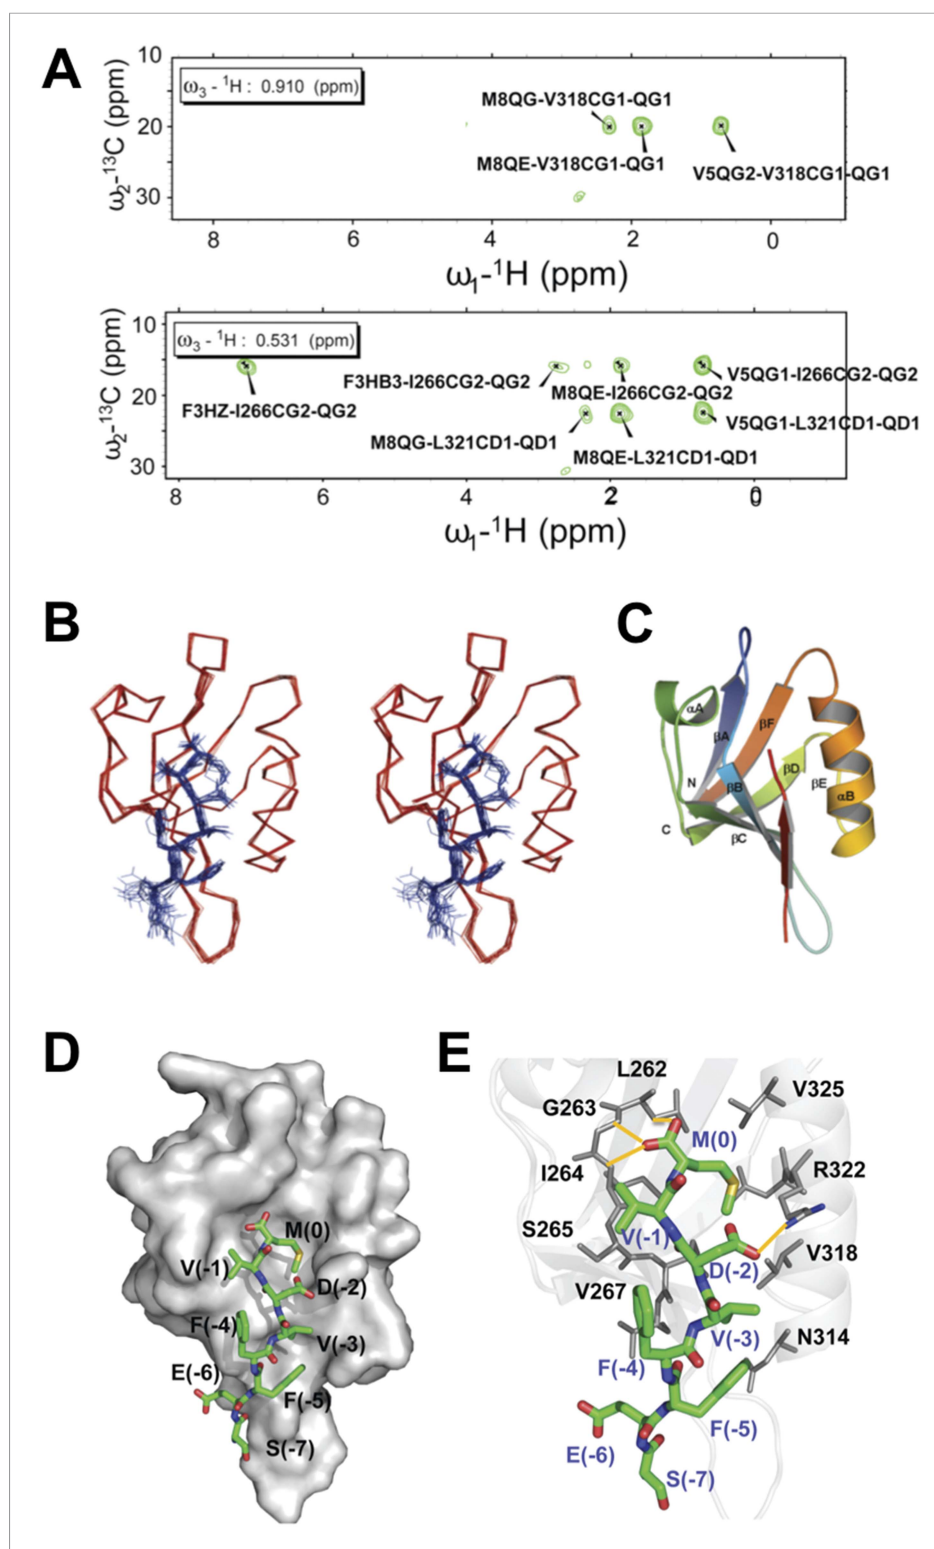 A
10
20
30
ω2-13C (ppm)
ω3 - 1H : 0.910 (ppm)
M8QG-V318CG1-QG1
M8QE-V318CG1-QG1
V5QG2-V318CG1-QG1
8 6 4 2 0
ω1-1H (ppm)
10
20
30
ω2-13C (ppm)
ω3 - 1H : 0.531 (ppm)
F3HZ-I266CG2-QG2
F3HB3-I266CG2-QG2
M8QE-I266CG2-QG2
V5QG1-I266CG2-QG2
M8QG-L321CD1-QD1
M8QE-L321CD1-QD1
V5QG1-L321CD1-QD1
8 6 4 2 0
ω1-1H (ppm)
B
C
αA
βA
βF
N
βB
βD
βE
αB
C
βC
D
M(0)
V(-1)
D(-2)
F(-4)
V(-3)
E(-6)
F(-5)
S(-7)
E
L262
V325
G263
M(0)
I264
R322
S265
V(-1)
D(-2)
V318
V267
V(-3)
N314
F(-4)
F(-5)
E(-6)
S(-7)